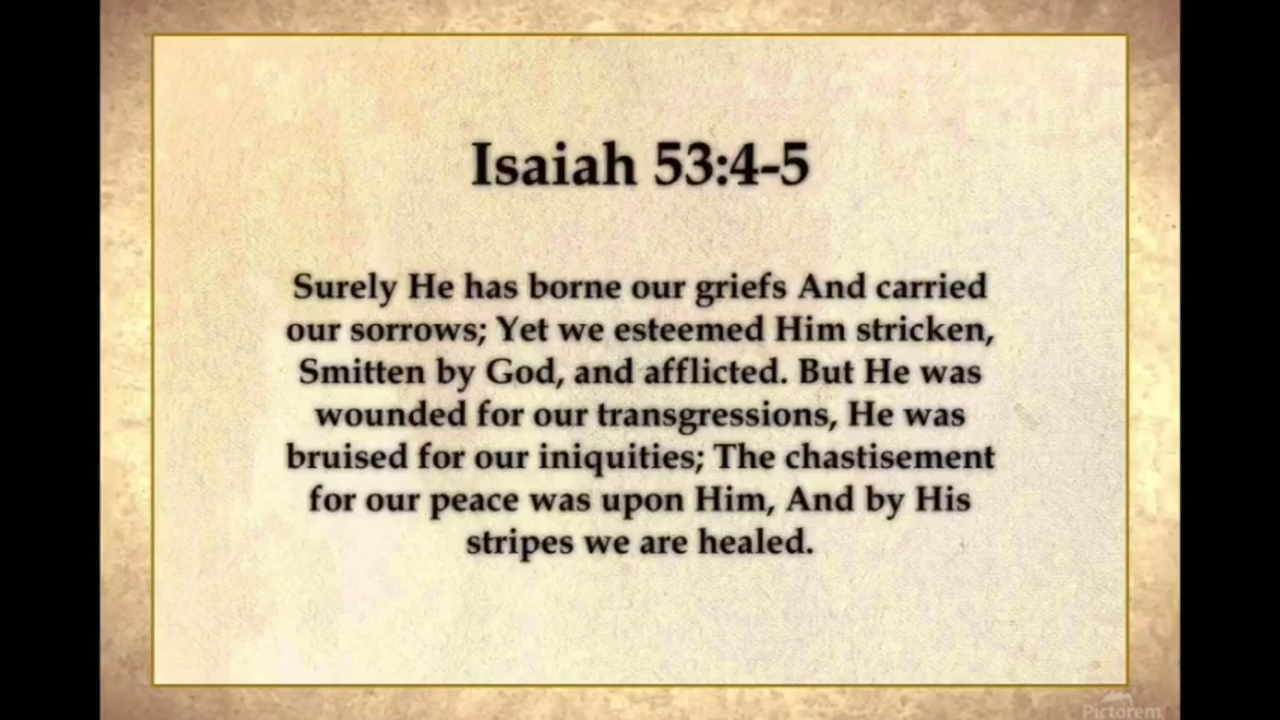 Isaiah 53:4-5
Surely He has borne our griefs And carried
our sorrows; Yet we esteemed Him stricken,
Smitten by God, and afflicted. But He was
wounded for our transgressions, He was
bruised for our iniquities; The chastisement
for our peace was upon Him, And by His
stripes we are healed.
Pictorem